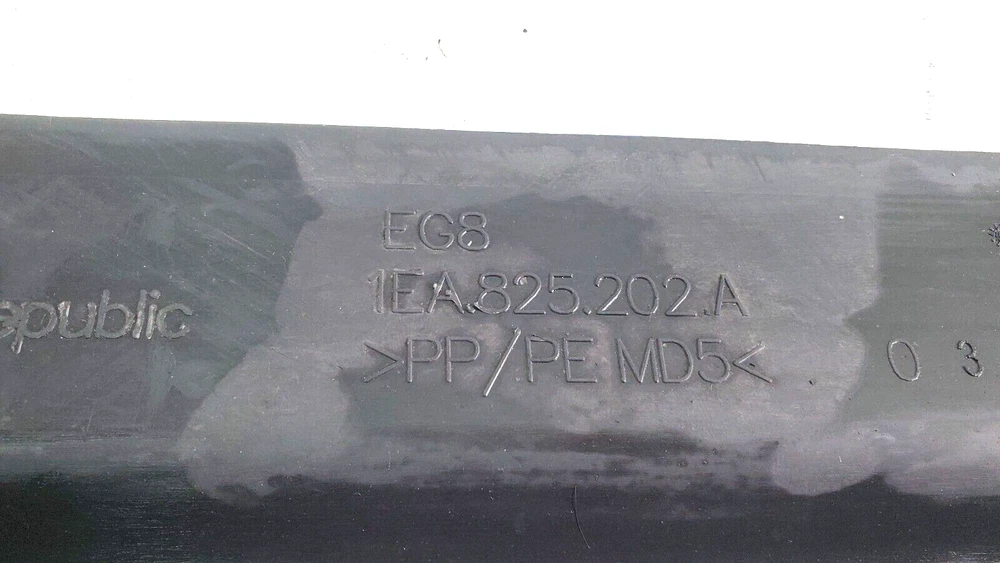 EG8
1EA.825.202.A
>PP/PE MD5<
epublic
0 3